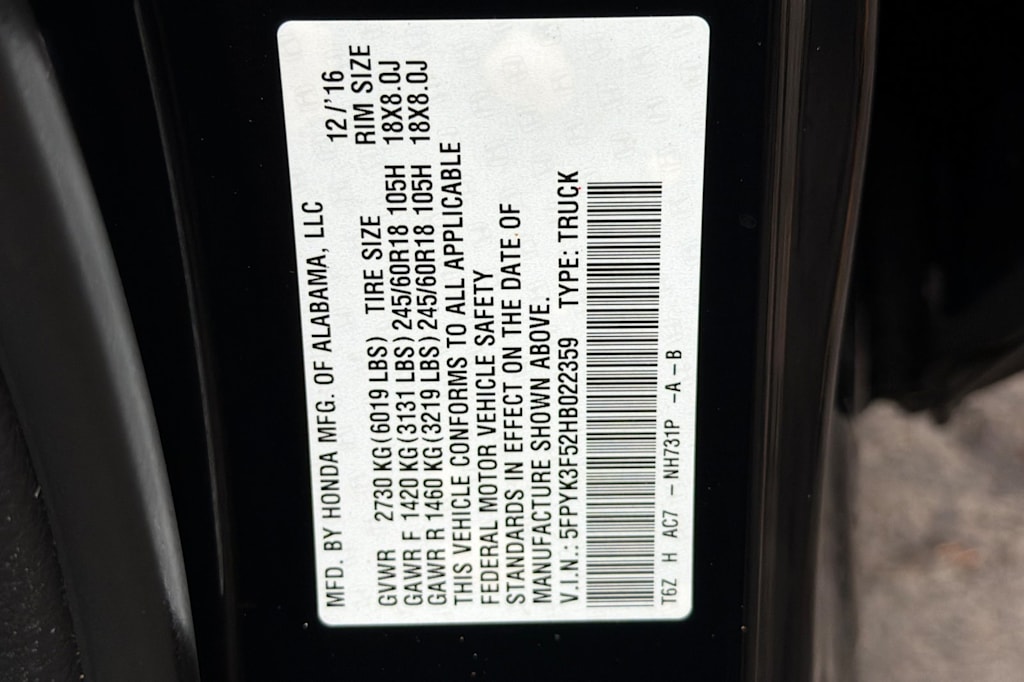 MFD. BY HONDA MFG. OF ALABAMA, LLC 12/'16
GVWR 2730 KG(6019 LBS) TIRE SIZE RIM SIZE
GAWR F 1420 KG(3131 LBS)245/60R18 105H 18X8.0J
GAWR R 1460 KG(3219 LBS)245/60R18 105H 18X8.0J
THIS VEHICLE CONFORMS TO ALL APPLICABLE
FEDERAL MOTOR VEHICLE SAFETY
STANDARDS IN EFFECT ON THE DATE OF
MANUFACTURE SHOWN ABOVE.
V.I.N.: 5FPYK3F52HB022359 TYPE: TRUCK
T6Z H AC7 - NH731P -A -B